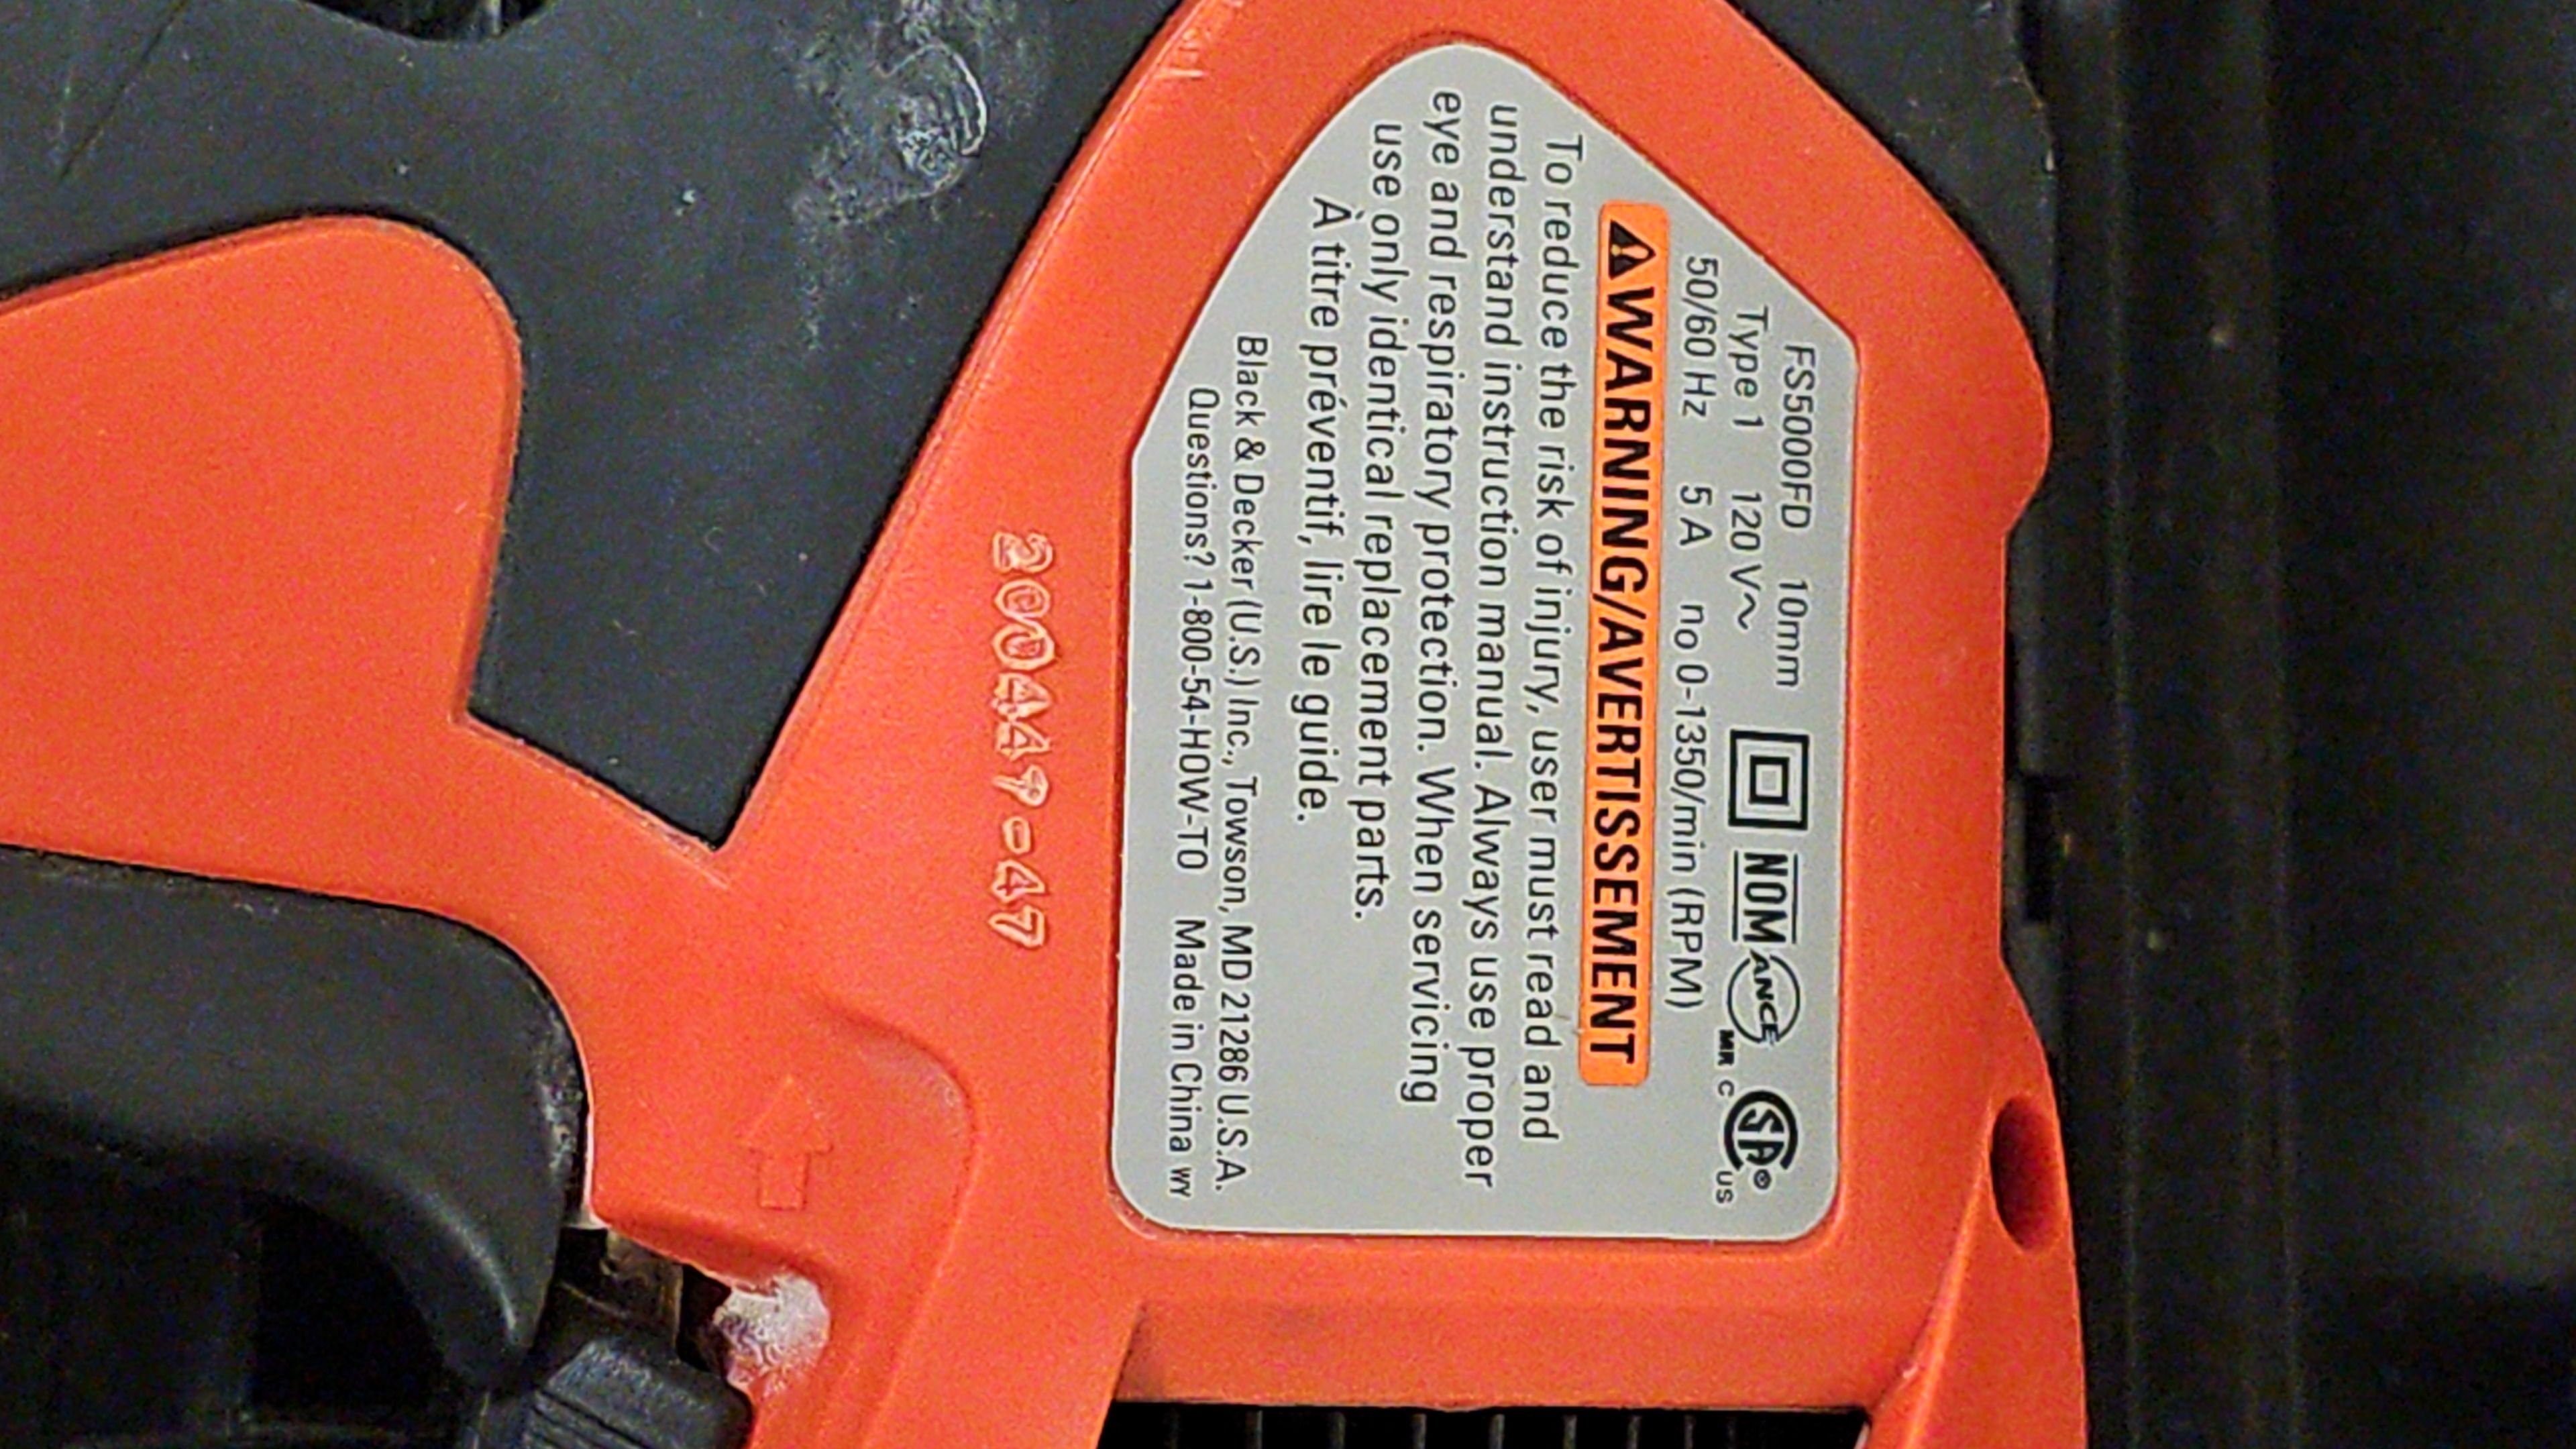 FS5000FD 10mm NOM ANCE MR C SA® US
Type 1 120 V~
50/60 Hz 5 A no 0-1350/min (RPM)
WARNING/AVERTISSEMENT
To reduce the risk of injury, user must read and
understand instruction manual. Always use proper
eye and respiratory protection. When servicing
use only identical replacement parts.
À titre préventif, lire le guide.
Black & Decker (U.S.) Inc., Towson, MD 21286 U.S.A.
Questions? 1-800-54-HOW-TO Made in China WY
-47